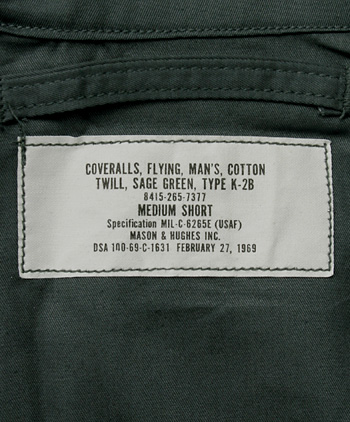 COVERALLS, FLYING, MAN'S, COTTON
TWILL, SAGE GREEN, TYPE K-2B
8415-265-7377
MEDIUM SHORT
Specification MIL-C-6265E (USAF)
MASON & HUGHES INC.
DSA 100-69-C-1631 FEBRUARY 27, 1969